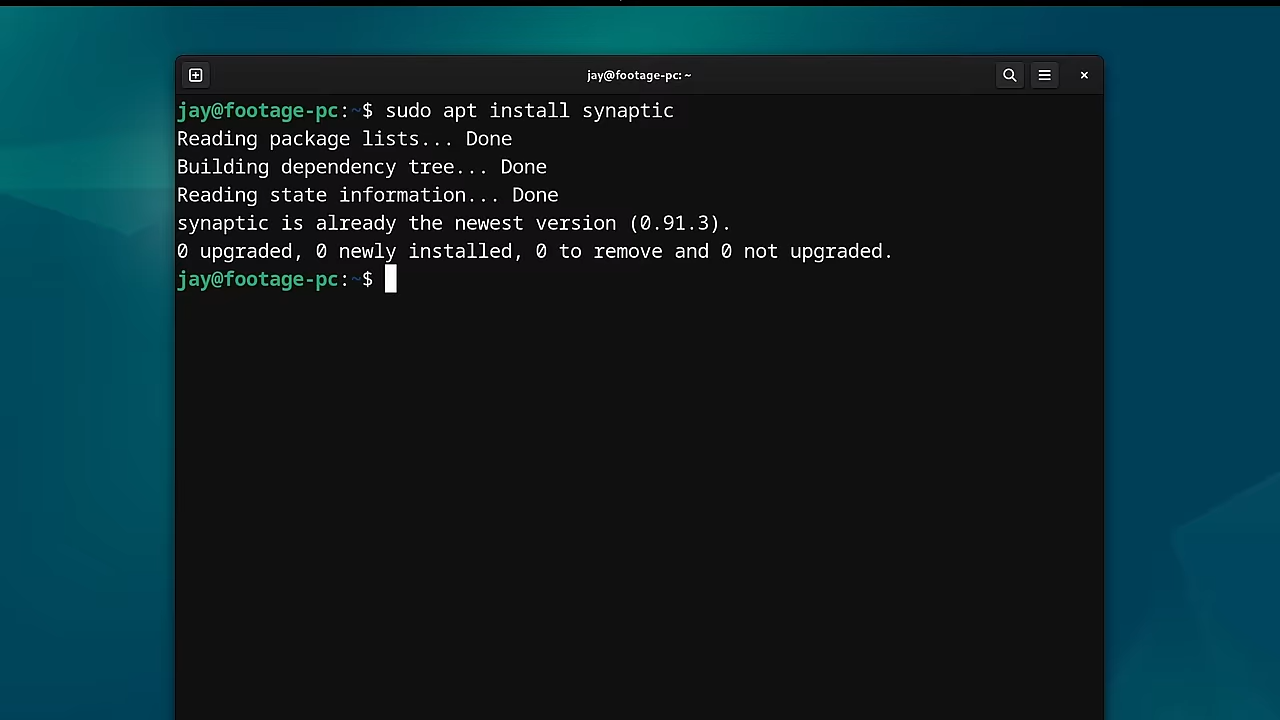 jay@footage-pc: ~
jay@footage-pc:~$ sudo apt install synaptic
Reading package lists... Done
Building dependency tree... Done
Reading state information... Done
synaptic is already the newest version (0.91.3).
0 upgraded, 0 newly installed, 0 to remove and 0 not upgraded.
jay@footage-pc:~$